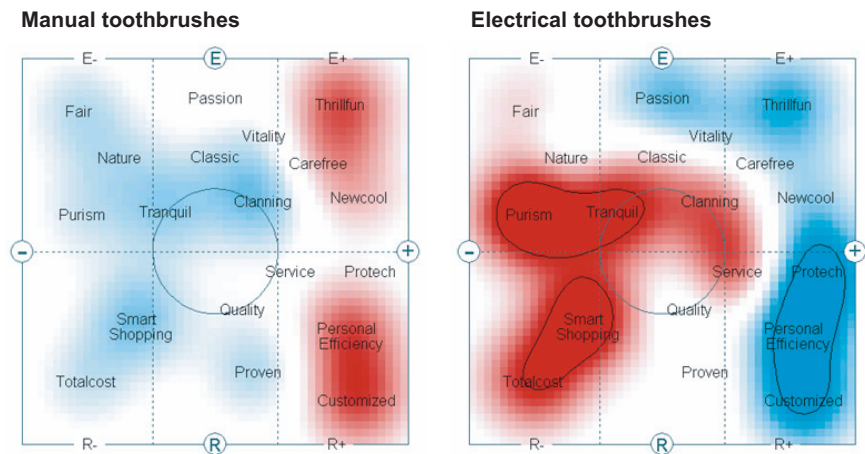 Manual toothbrushes
E-
E
E+
Passion
Thrillfun
Fair
Vitality
Nature
Classic
Carefree
Newcool
Purism
Tranquil
Clanning
-
+
Service
Protech
Quality
Smart
Shopping
Personal
Efficiency
Totalcost
Proven
Customized
R-
R
R+
Electrical toothbrushes
E-
E
E+
Passion
Thrillfun
Fair
Vitality
Nature
Classic
Carefree
Newcool
Purism
Tranquil
Clanning
-
+
Service
Protech
Quality
Smart
Shopping
Personal
Efficiency
Totalcost
Proven
Customized
R-
R
R+